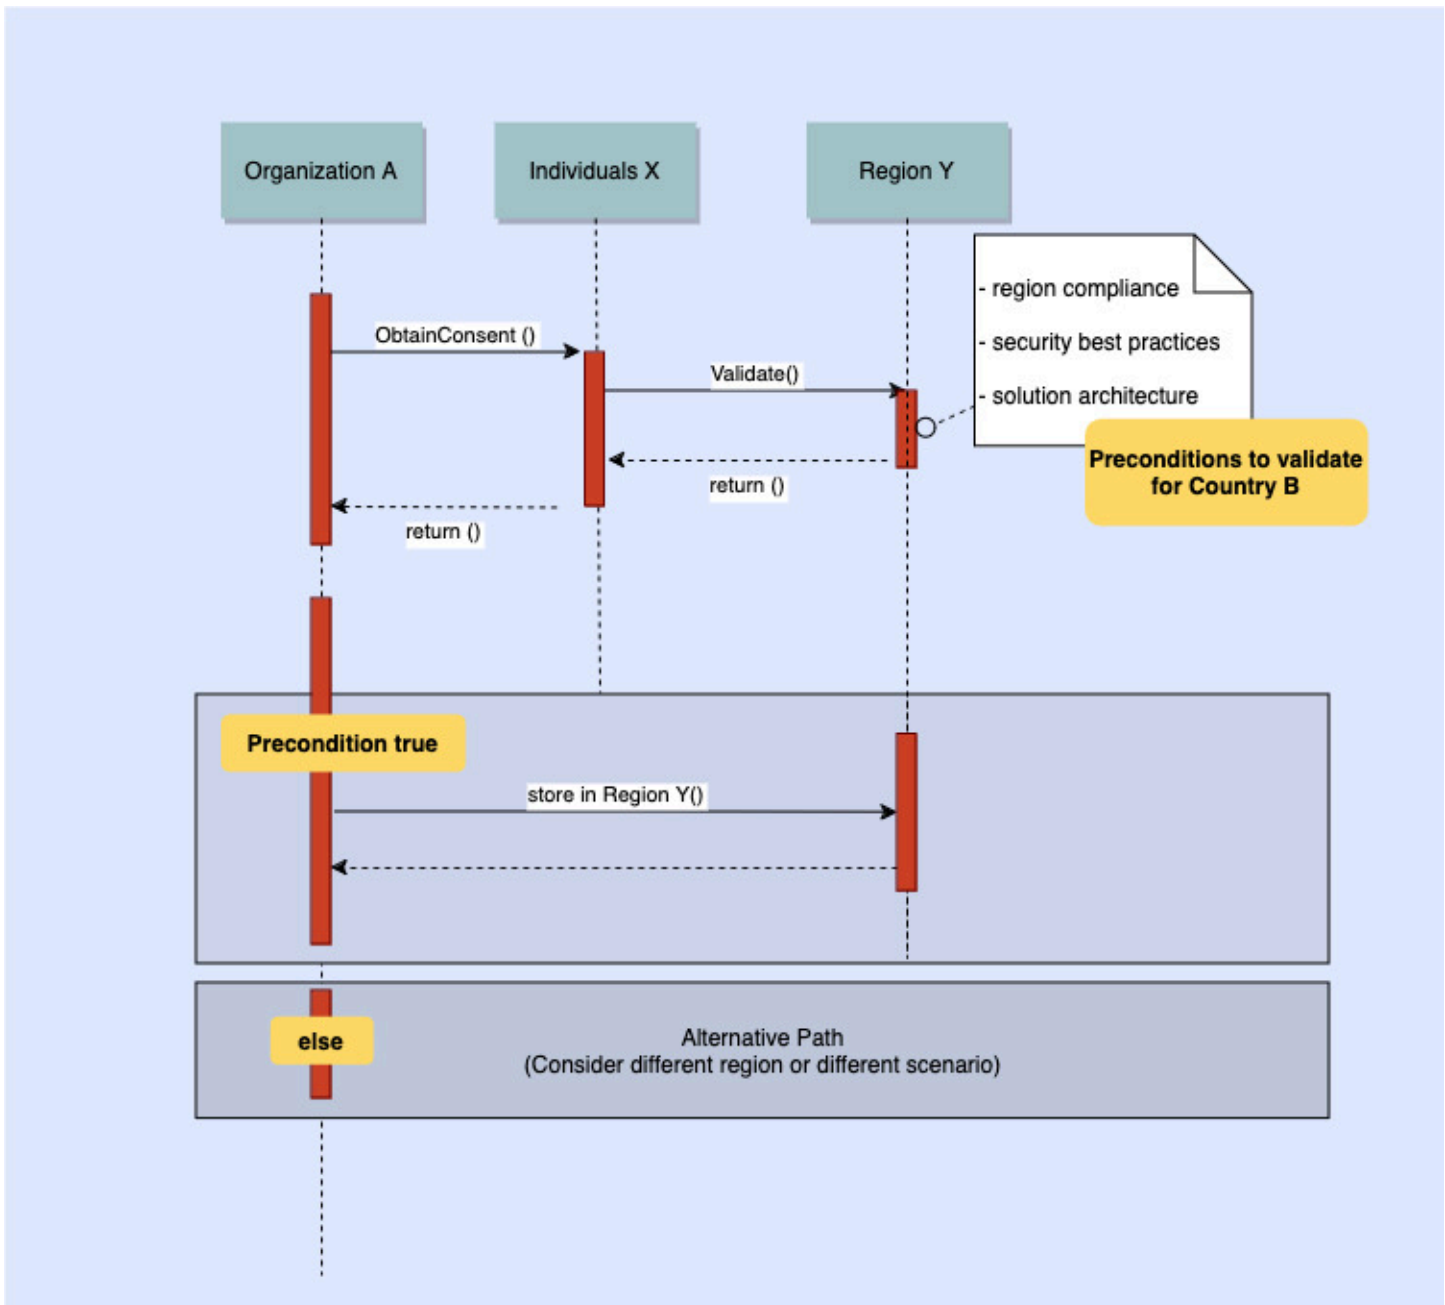 Organization A
Individuals X
Region Y
- region compliance
- security best practices
- solution architecture
Preconditions to validate
for Country B
ObtainConsent ()
Validate()
return ()
return ()
Precondition true
store in Region Y()
else
Alternative Path
(Consider different region or different scenario)